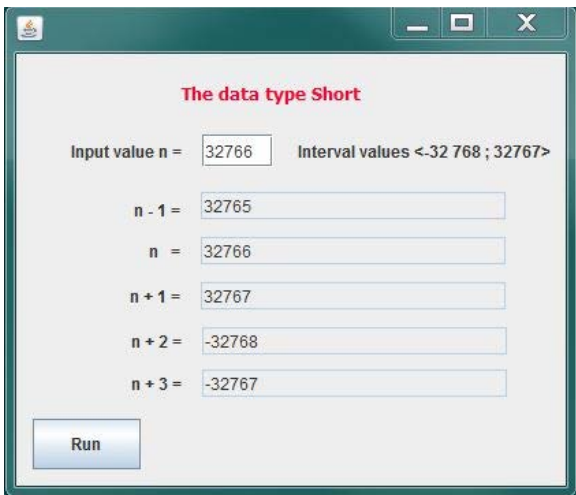 The data type Short
Input value n = 32766 Interval values <-32 768 ; 32767>
n - 1 = 32765
n = 32766
n + 1 = 32767
n + 2 = -32768
n + 3 = -32767
Run